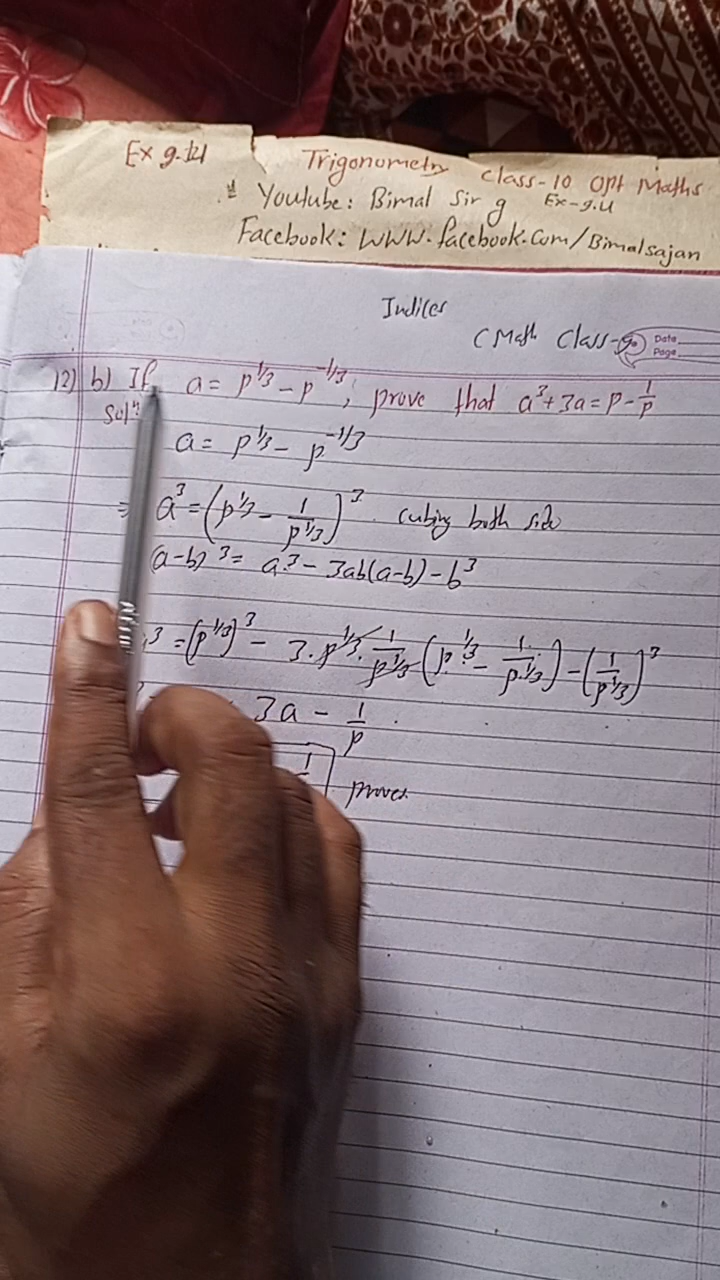 Ex 9.4
Trigonometry Class-10 Opt Maths
Youtube: Bimal Sir g Ex-9.4
Facebook: www.facebook.com/Bimalsajan
Indices
C Math Class-9
Date
Page
12) b) If a = p^1/3 - p^-1/3, prove that a³+3a = p - 1/p
Solⁿ
a = p^1/3 - p^-1/3
⇒ a³ = (p^1/3 - 1/p^1/3)³ cubing both side
(a-b)³ = a³ - 3ab(a-b) - b³
³ = (p^1/3)³ - 3.p^1/3. 1/p^1/3 (p^1/3 - 1/p^1/3) - (1/p^1/3)³
3a - 1/p
proves